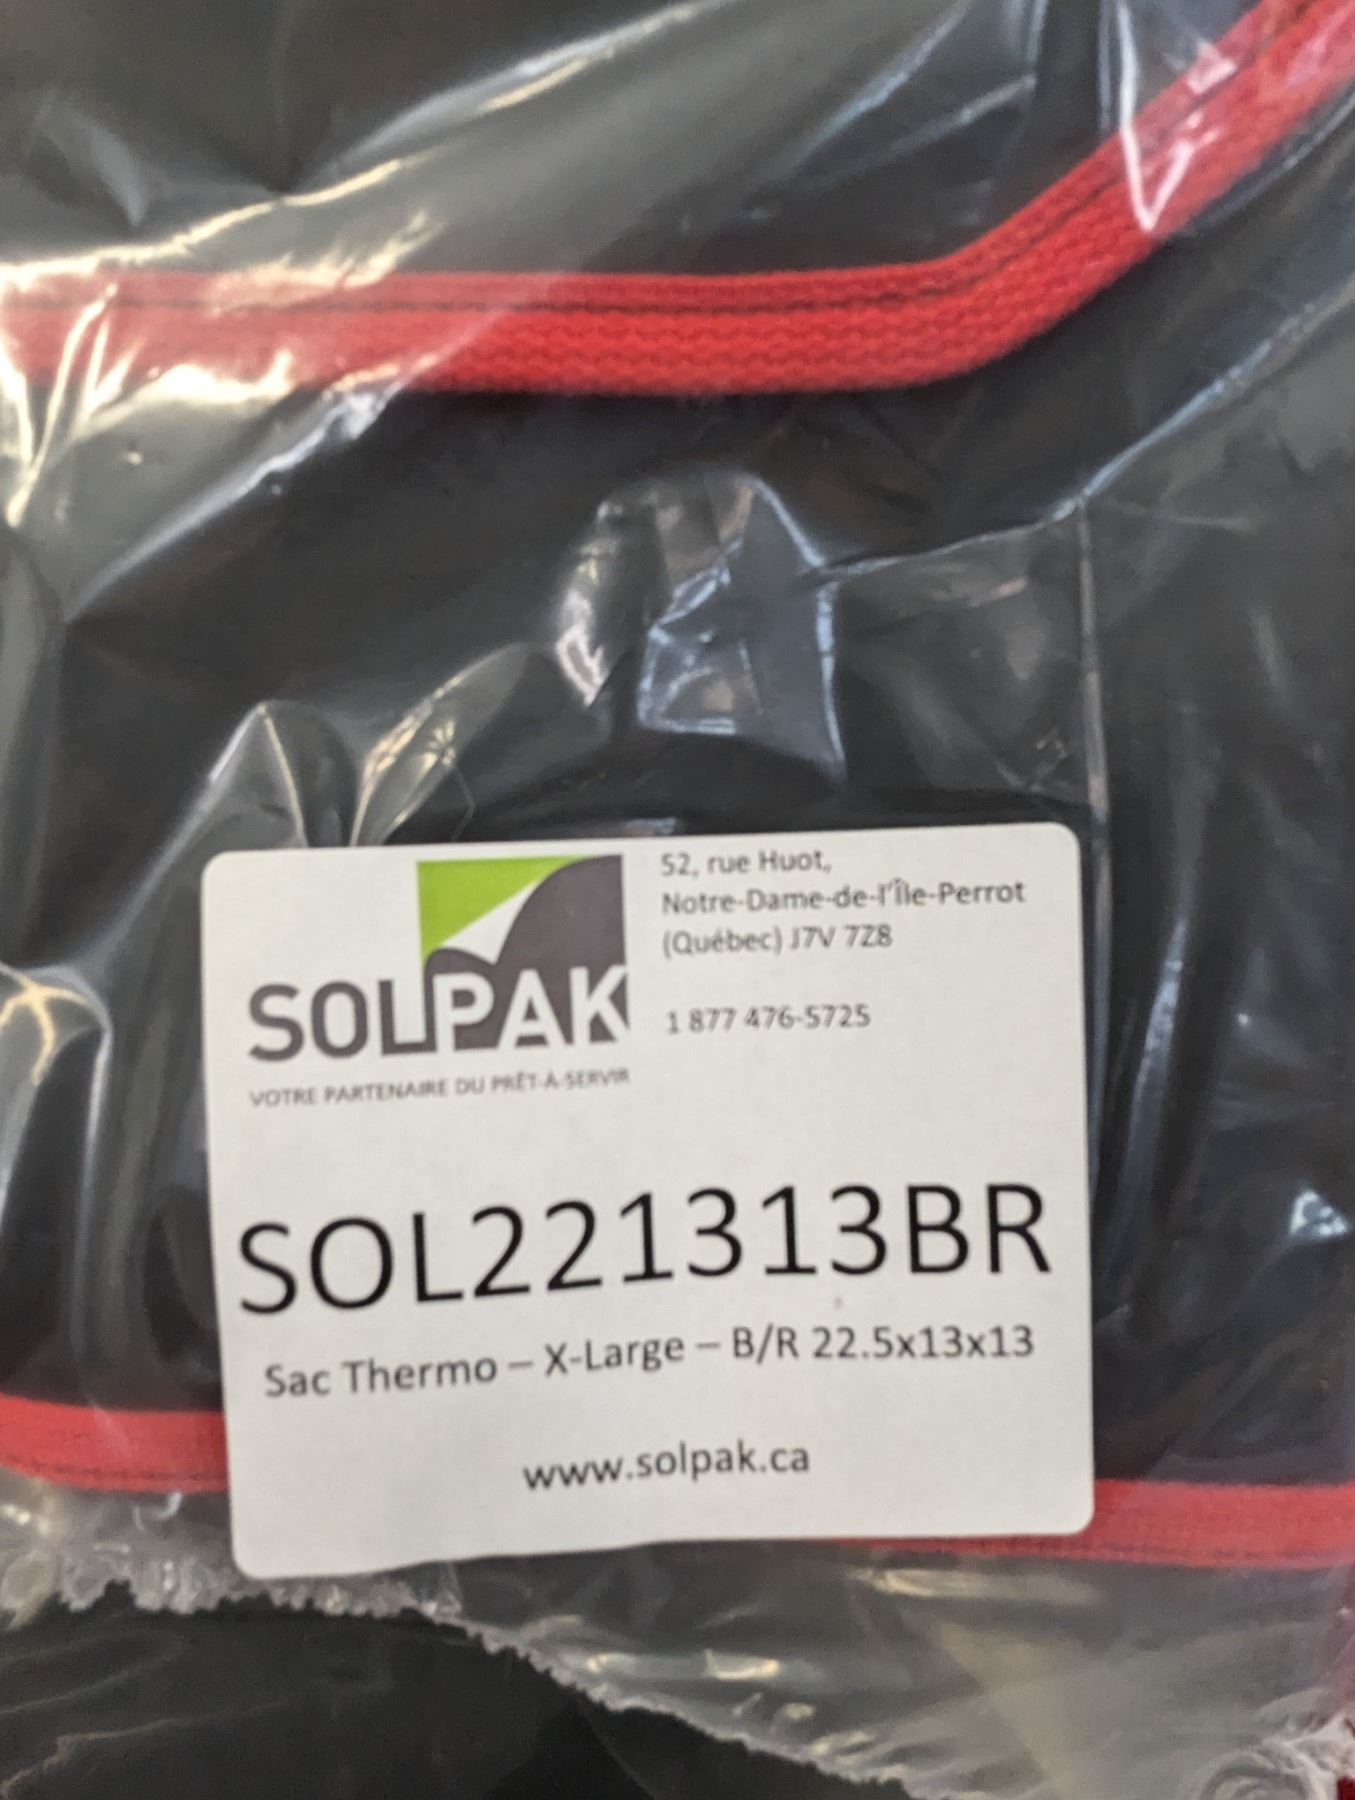 SOLPAK
VOTRE PARTENAIRE DU PRÊT-À-SERVIR
52, rue Huot,
Notre-Dame-de-l'Île-Perrot
(Québec) J7V 7Z8
1 877 476-5725
SOL221313BR
Sac Thermo – X-Large – B/R 22.5x13x13
www.solpak.ca